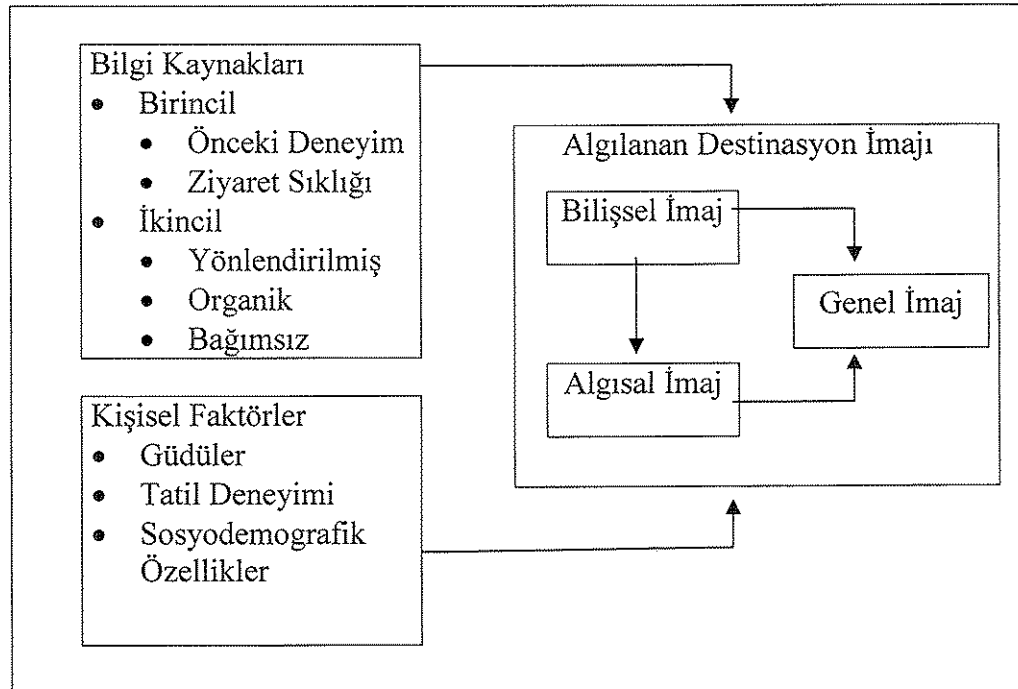 Bilgi Kaynakları
• Birincil
• Önceki Deneyim
• Ziyaret Sıklığı
• İkincil
• Yönlendirilmiş
• Organik
• Bağımsız
Kişisel Faktörler
• Güdüler
• Tatil Deneyimi
• Sosyodemografik
Özellikler
Algılanan Destinasyon İmajı
Bilişsel İmaj
Genel İmaj
Algısal İmaj